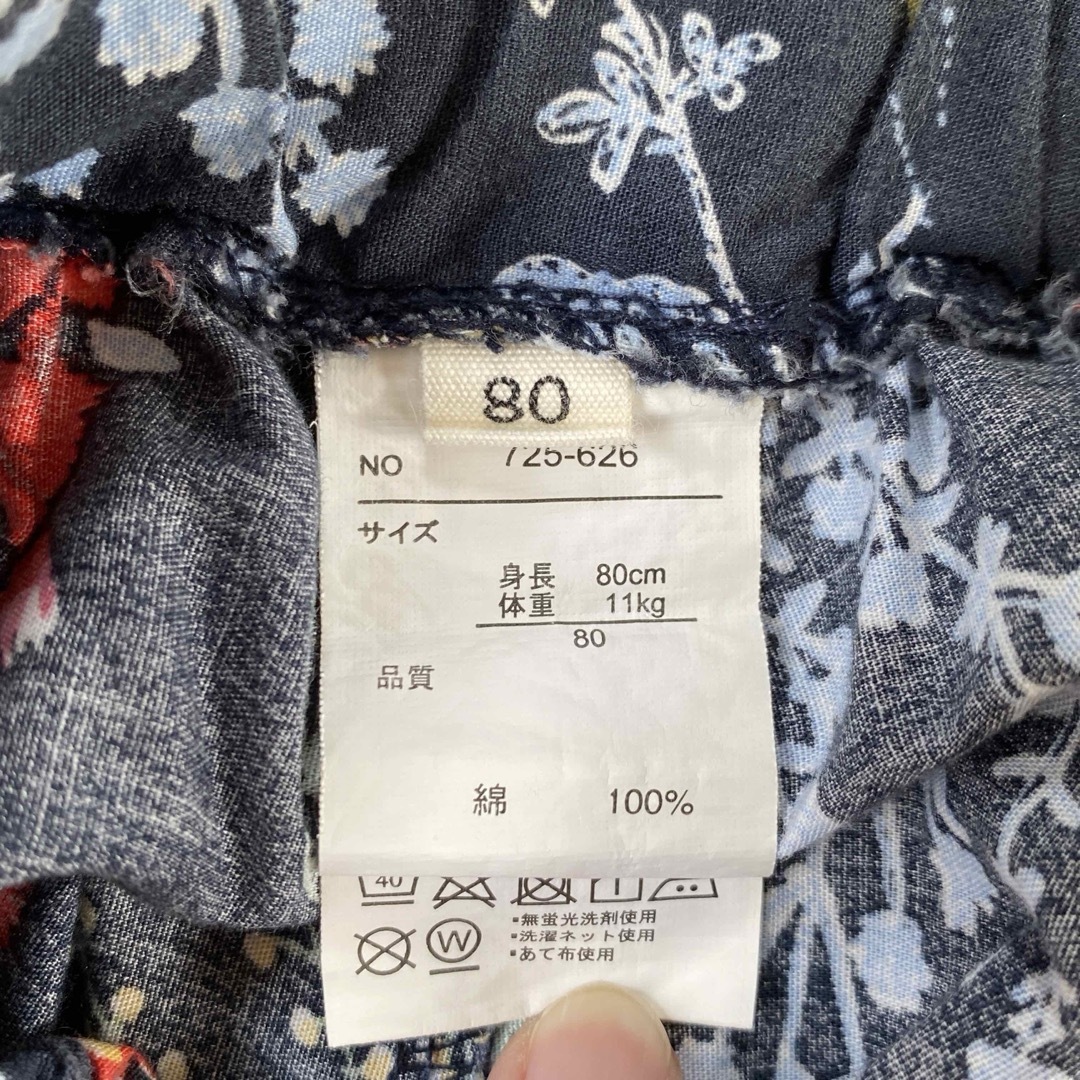 80
NO 725-626
サイズ
身長 80cm
体重 11kg
80
品質
綿 100%
40
W
・無蛍光洗剤使用
・洗濯ネット使用
・あて布使用